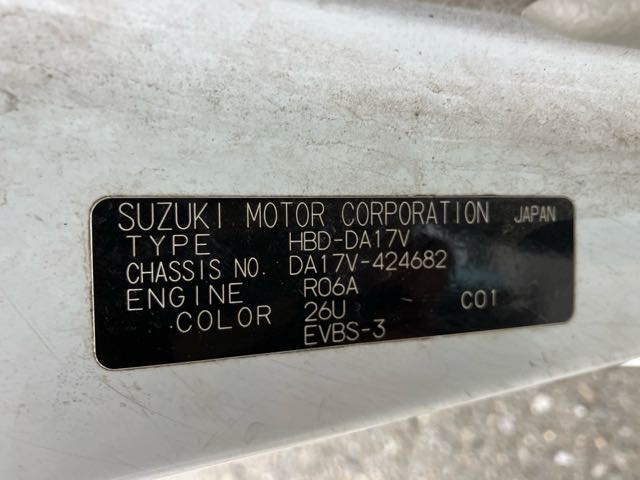 SUZUKI MOTOR CORPORATION JAPAN
TYPE HBD-DA17V
CHASSIS NO. DA17V-424682
ENGINE R06A
COLOR 26U C01
EVBS-3